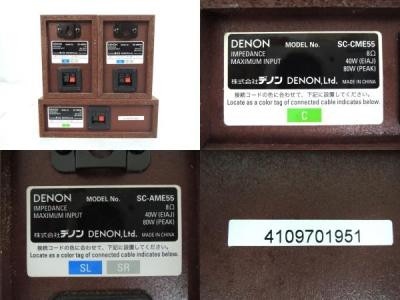 DENON MODEL No. SC-CME55
IMPEDANCE 8Ω
MAXIMUM INPUT 40W (EIAJ)
80W (PEAK)
株式会社デノン DENON, Ltd. MADE IN CHINA
接続コードの色に合わせて、下記に設置してください。
Locate as a color tag of connected cable indicates below.
C
DENON MODEL No. SC-AME55
IMPEDANCE 8Ω
MAXIMUM INPUT 40W (EIAJ)
80W (PEAK)
株式会社デノン DENON, Ltd. MADE IN CHINA
接続コードの色に合わせて、下記に設置してください。
Locate as a color tag of connected cable indicates below.
SL SR
4109701951